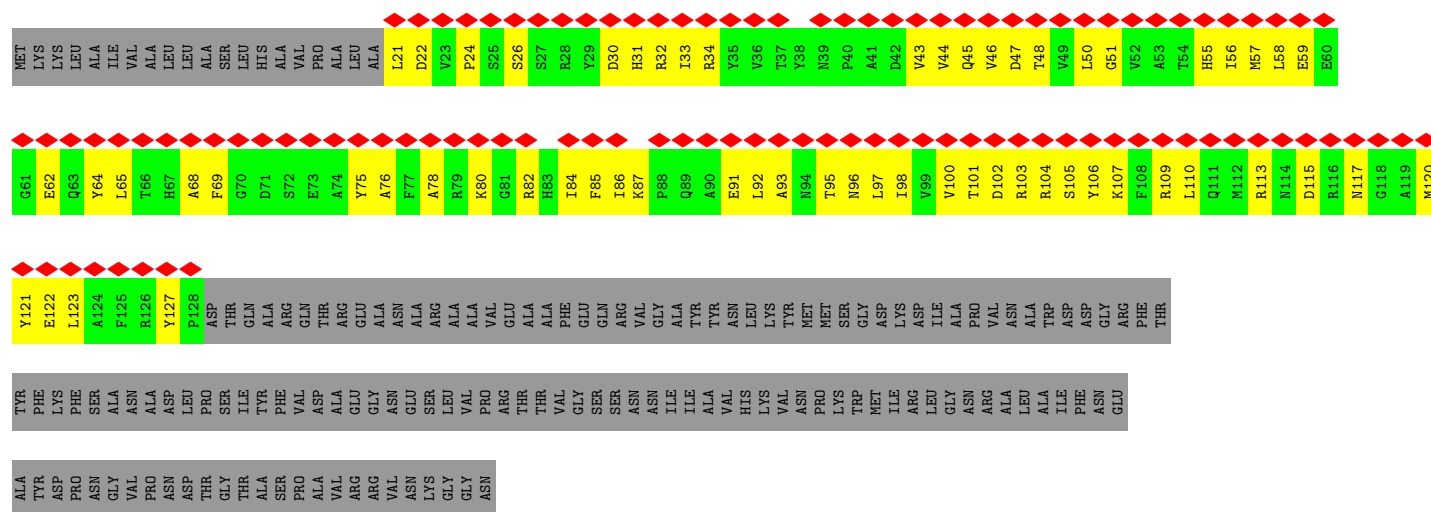 MET LYS LYS LEU ALA ILE VAL ALA LEU LEU ALA SER LEU HIS ALA VAL PRO ALA LEU ALA L21 D22 V23 P24 S25 S26 S27 R28 Y29 D30 H31 R32 I33 R34 Y35 V36 T37 Y38 N39 P40 A41 D42 V43 V44 Q45 V46 D47 T48 V49 L50 G51 V52 A53 T54 H55 I56 M57 L58 E59 E60
G61 E62 Q63 Y64 L65 T66 H67 A68 F69 G70 D71 S72 E73 A74 Y75 A76 F77 A78 R79 K80 G81 R82 H83 I84 F85 I86 K87 P88 Q89 A90 E91 L92 A93 N94 T95 N96 L97 I98 V99 V100 T101 D102 R103 R104 S105 Y106 K107 F108 R109 L110 Q111 M112 R113 N114 D115 R116 N117 G118 A119 M120
Y121 E122 L123 A124 F125 R126 Y127 P128 ASP THR GLN ALA ARG GLN THR ARG GLU ALA ASN ALA ARG ALA ALA VAL GLU ALA ALA PHE GLU GLN ARG VAL GLY ALA TYR TYR ASN LEU LYS TYR MET MET SER GLY ASP LYS ASP ILE ALA PRO VAL ASN ALA TRP ASP ASP GLY ARG PHE THR
TYR PHE LYS PHE SER ALA ASN ALA ASP LEU PRO SER ILE TYR PHE VAL ASP ALA GLU GLY ASN GLU SER LEU VAL PRO ARG THR THR VAL GLY SER SER ASN ASN ILE ILE ALA VAL HIS LYS VAL ASN PRO LYS TRP MET ILE ARG LEU GLY ASN ARG ALA LEU ALA ILE PHE ASN GLU
ALA TYR ASP PRO ASN GLY VAL PRO ASN ASP THR GLY THR ALA SER PRO ALA VAL ARG ARG VAL ASN LYS GLY GLY ASN